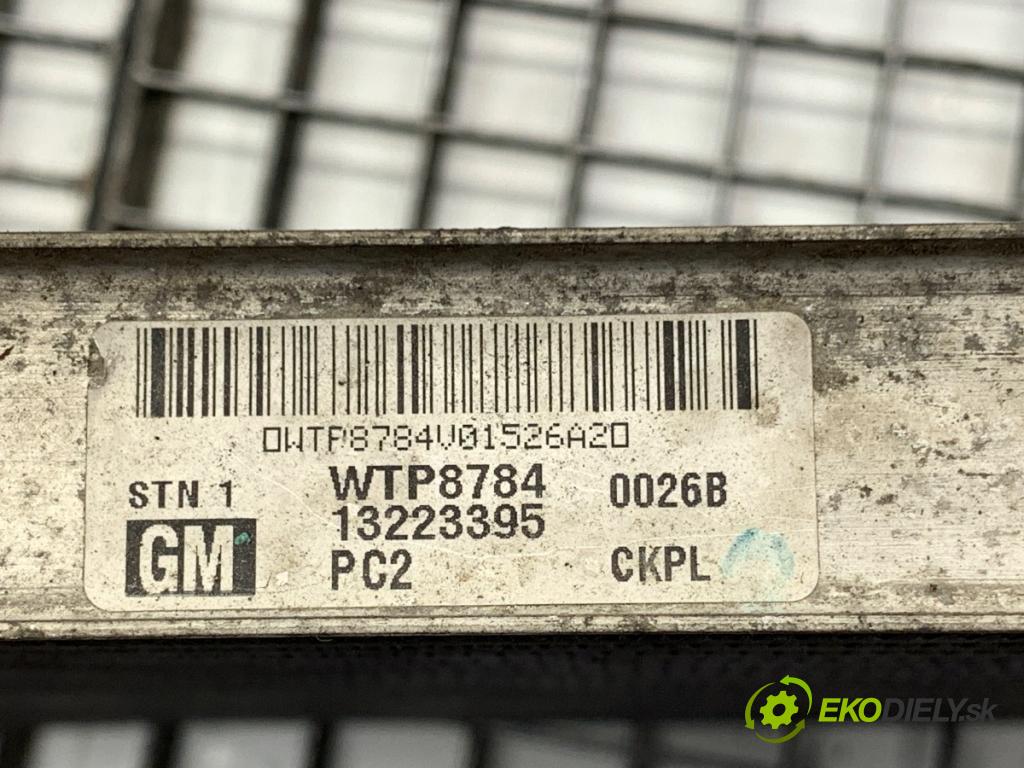 0WTP8784V01526A20
STN 1 WTP8784 0026B
13223395
GM PC2 CKPL
EKODIELY.sk